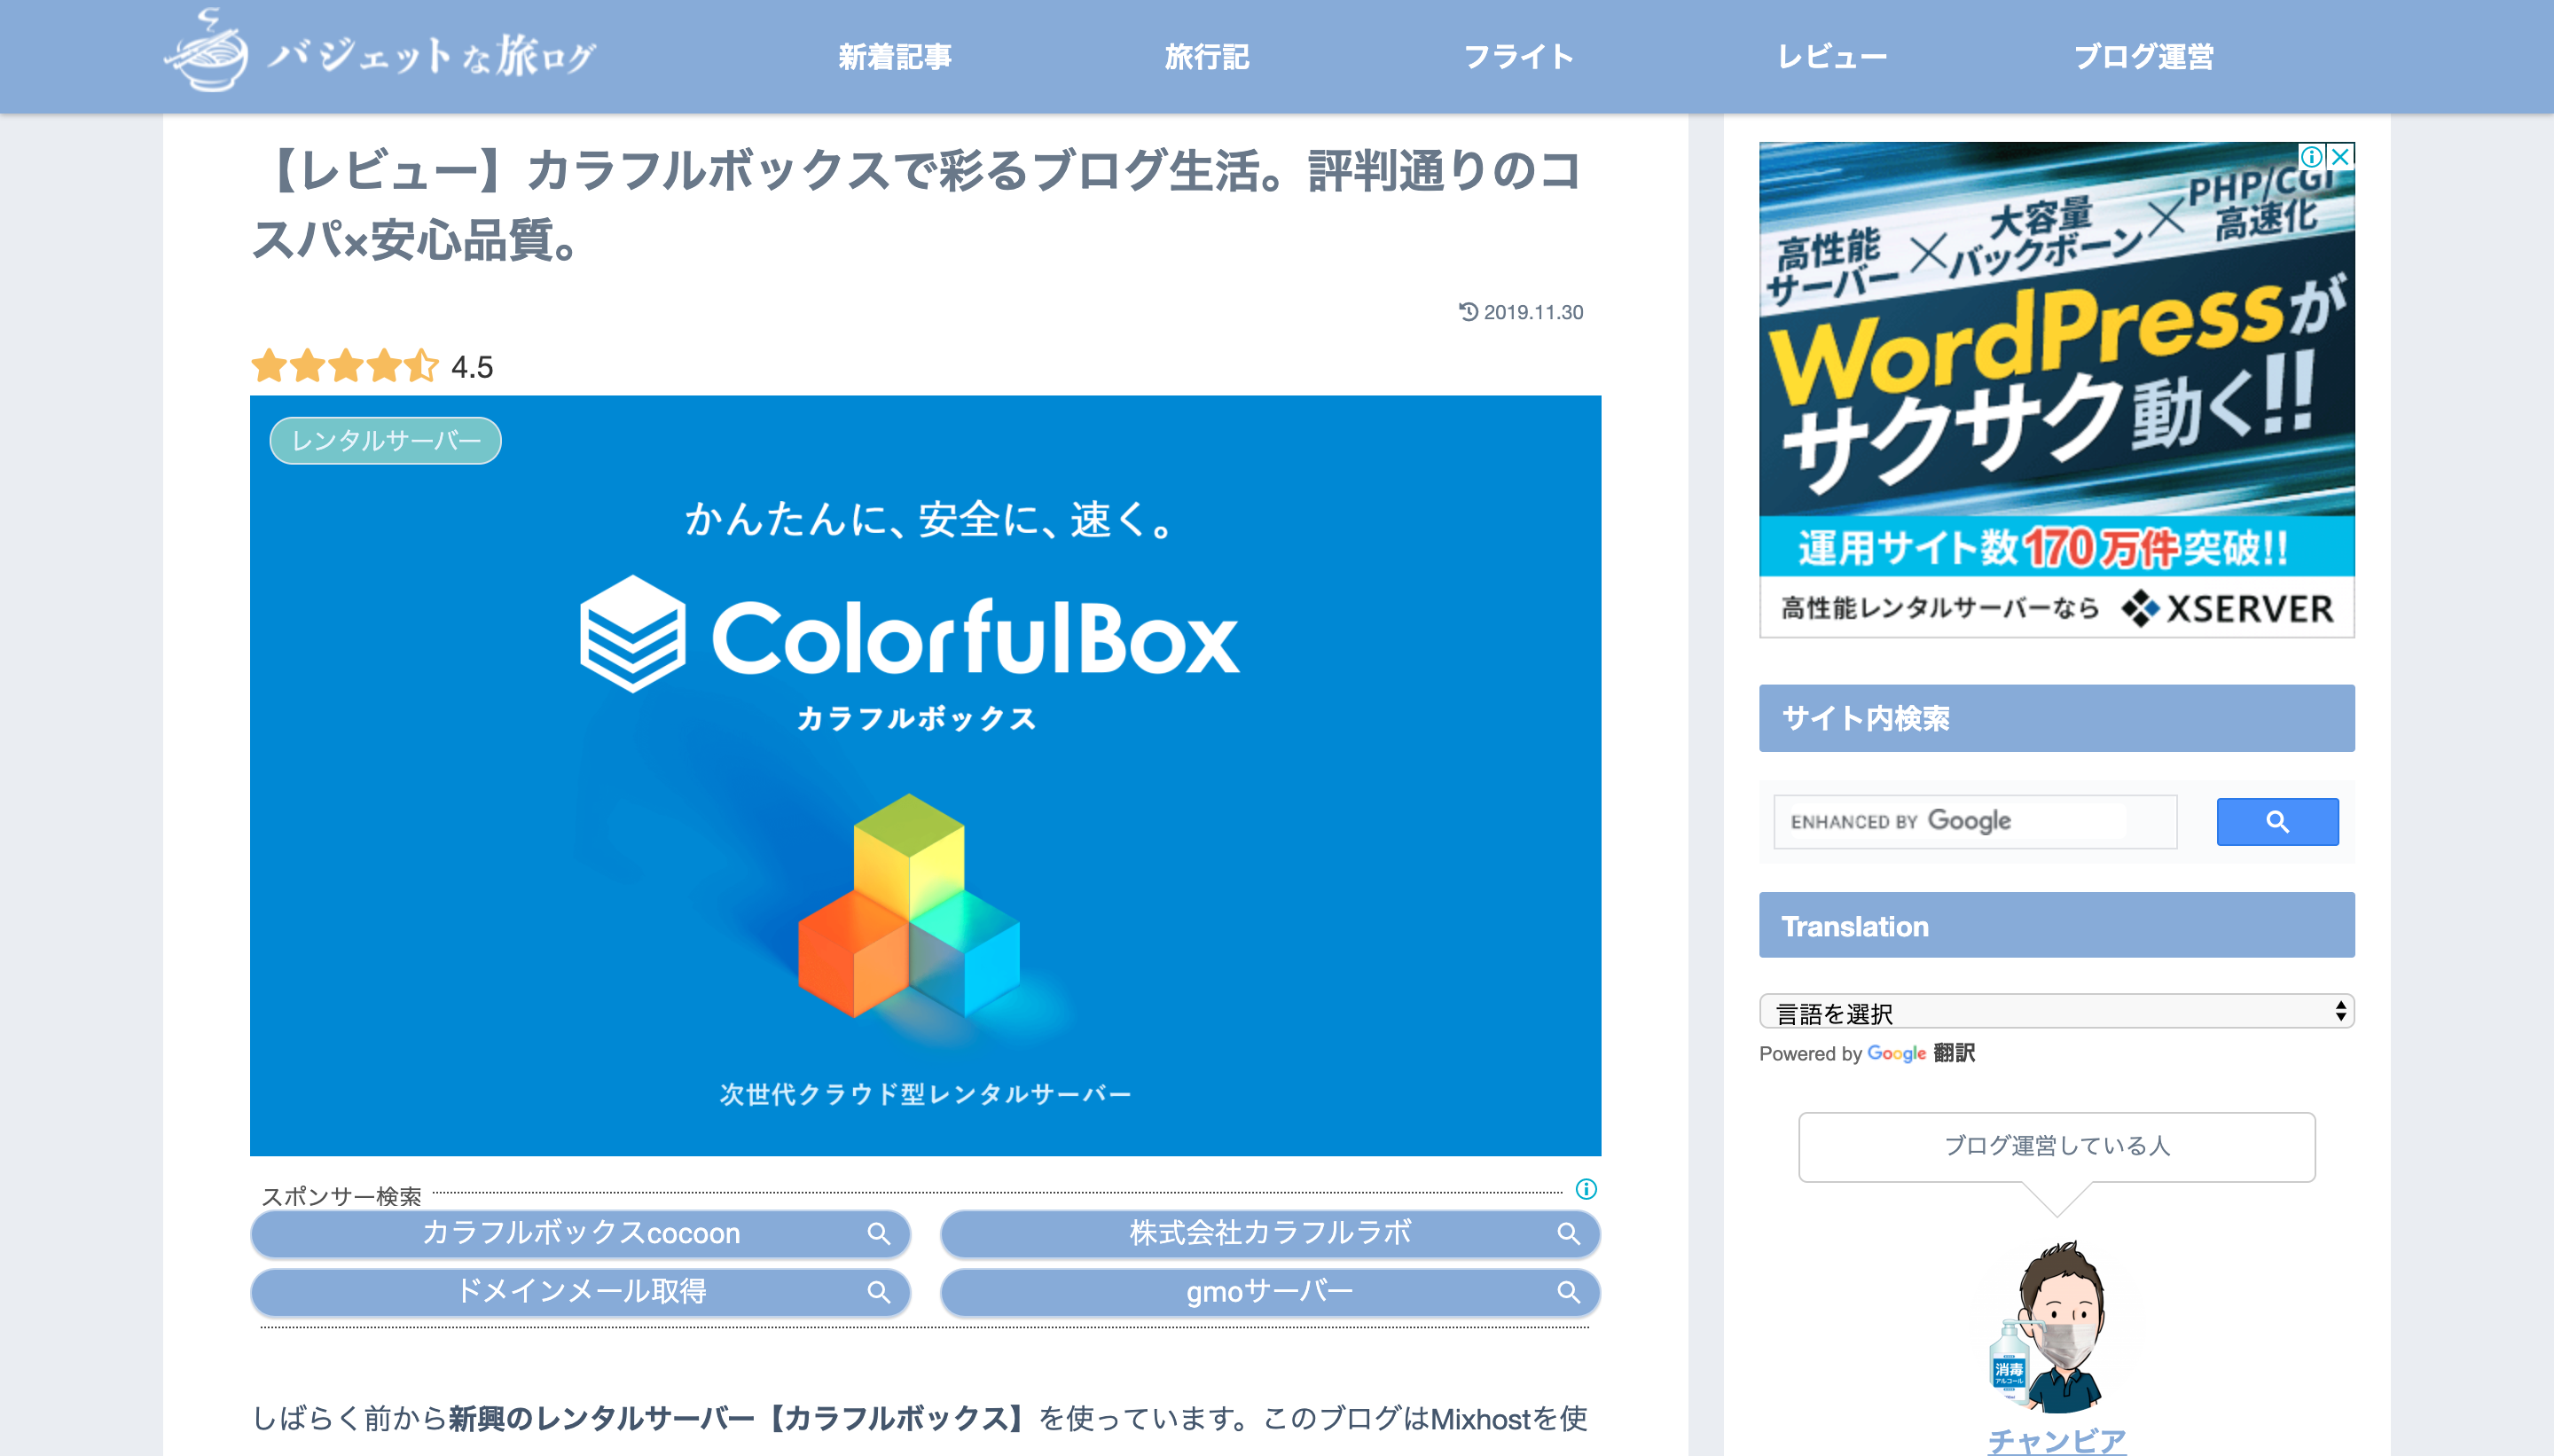 バジェットな旅ログ
新着記事
旅行記
フライト
レビュー
ブログ運営
【レビュー】カラフルボックスで彩るブログ生活。評判通りのコ
スパ×安心品質。
2019.11.30
4.5
レンタルサーバー
かんたんに、安全に、速く。
ColorfulBox
カラフルボックス
次世代クラウド型レンタルサーバー
スポンサー検索
カラフルボックスcocoon
株式会社カラフルラボ
ドメインメール取得
gmoサーバー
しばらく前から新興のレンタルサーバー【カラフルボックス】を使っています。このブログはMixhostを使
高性能
サーバー
×
大容量
バックボーン
×
PHP/CGI
高速化
WordPressが
サクサク動く!!
運用サイト数170万件突破!!
高性能レンタルサーバーなら XSERVER
サイト内検索
ENHANCED BY Google
Translation
言語を選択
Powered by Google 翻訳
ブログ運営している人
消毒
アルコール
チャンビア